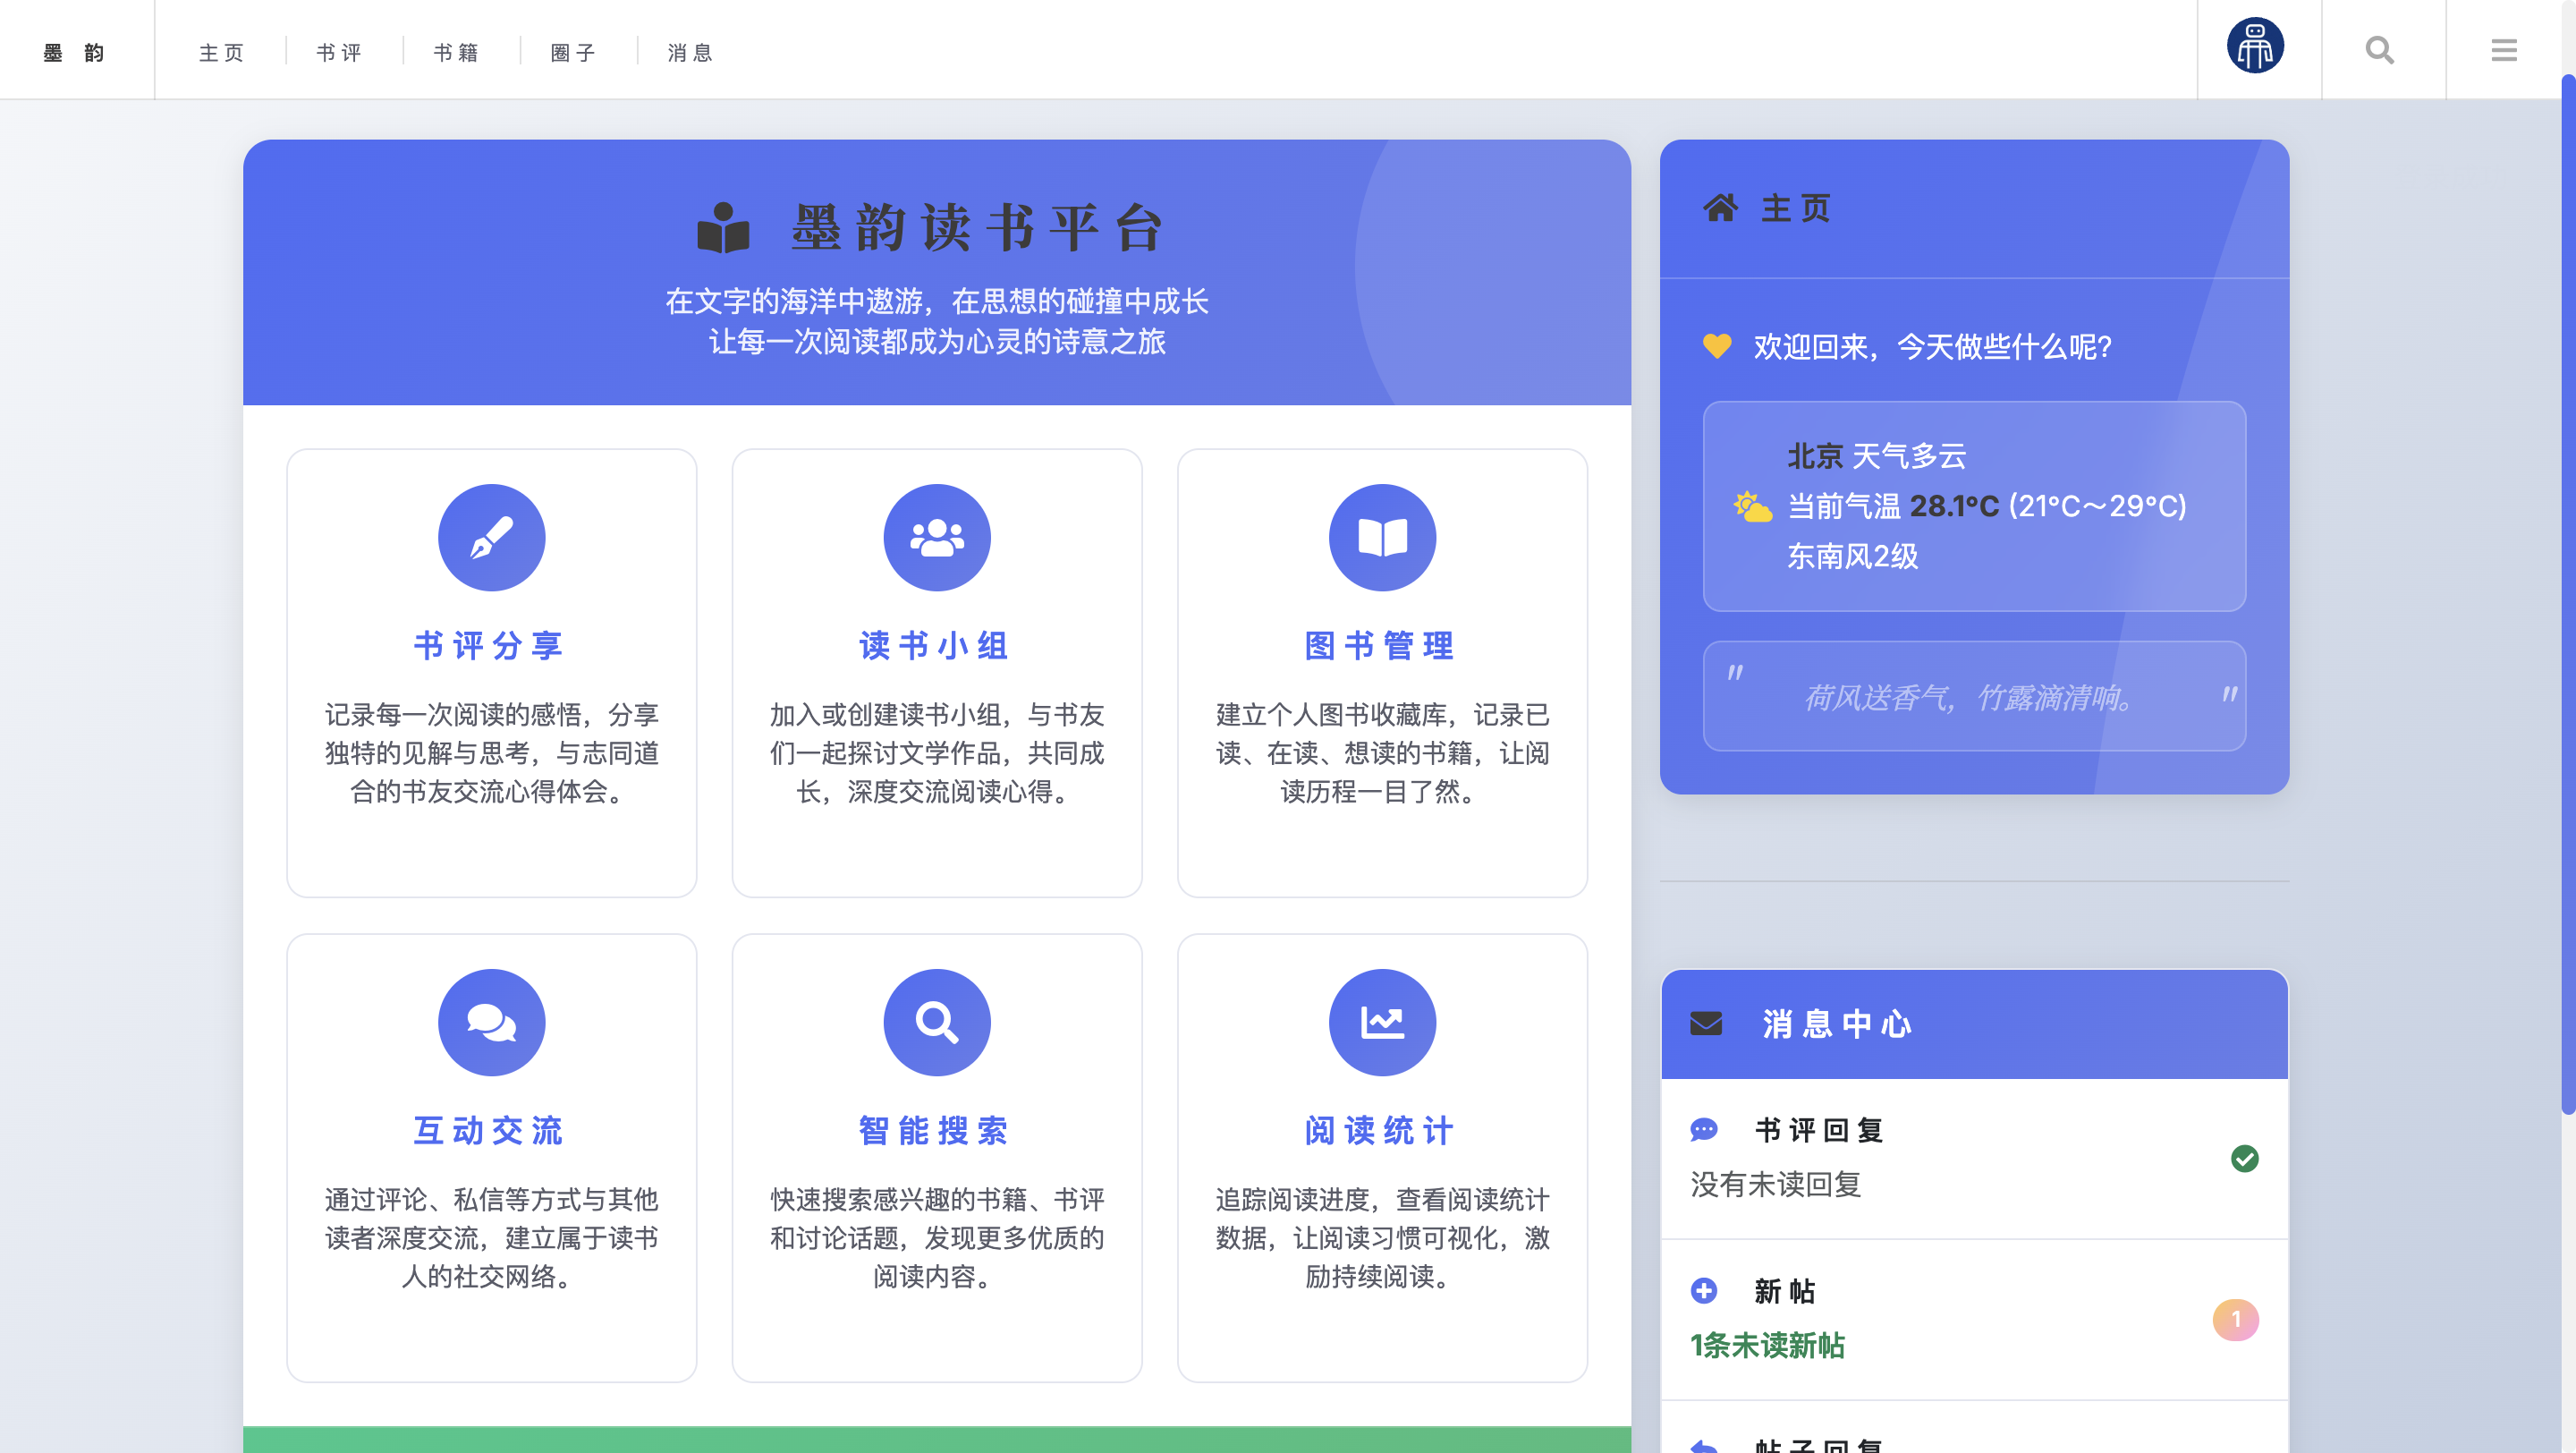 墨 韵
主页
书评
书籍
圈子
消息
墨韵读书平台
在文字的海洋中遨游，在思想的碰撞中成长
让每一次阅读都成为心灵的诗意之旅
书评分享
记录每一次阅读的感悟，分享
独特的见解与思考，与志同道
合的书友交流心得体会。
读书小组
加入或创建读书小组，与书友
们一起探讨文学作品，共同成
长，深度交流阅读心得。
图书管理
建立个人图书收藏库，记录已
读、在读、想读的书籍，让阅
读历程一目了然。
互动交流
通过评论、私信等方式与其他
读者深度交流，建立属于读书
人的社交网络。
智能搜索
快速搜索感兴趣的书籍、书评
和讨论话题，发现更多优质的
阅读内容。
阅读统计
追踪阅读进度，查看阅读统计
数据，让阅读习惯可视化，激
励持续阅读。
主页
欢迎回来，今天做些什么呢?
北京 天气多云
当前气温 28.1°C (21°C～29°C)
东南风2级
"荷风送香气，竹露滴清响。"
消息中心
书评回复
没有未读回复
新帖
1条未读新帖
1
帖子回复